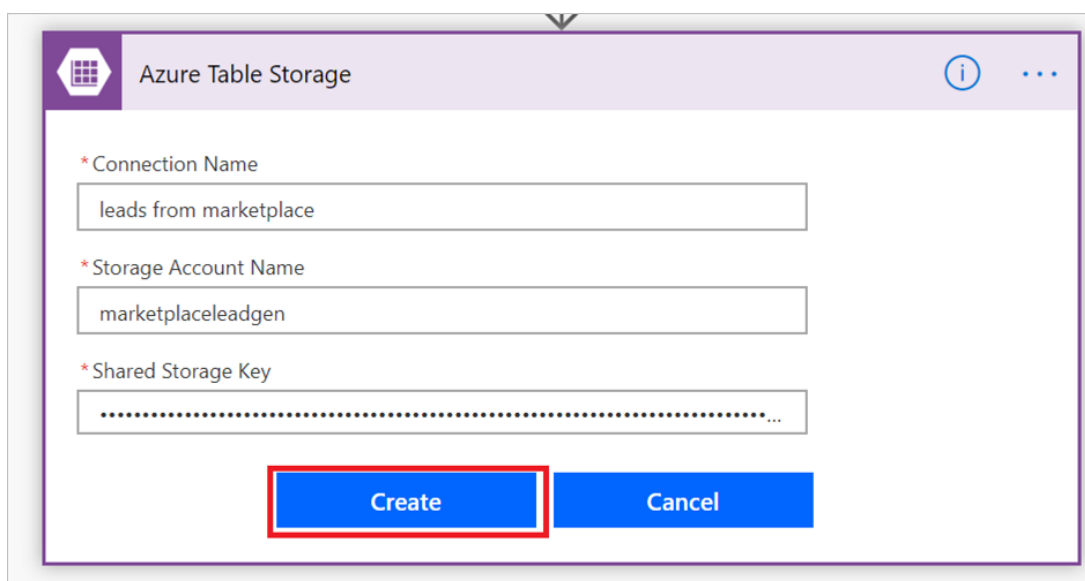 Azure Table Storage
*Connection Name
leads from marketplace
*Storage Account Name
marketplaceleadgen
*Shared Storage Key
Create Cancel